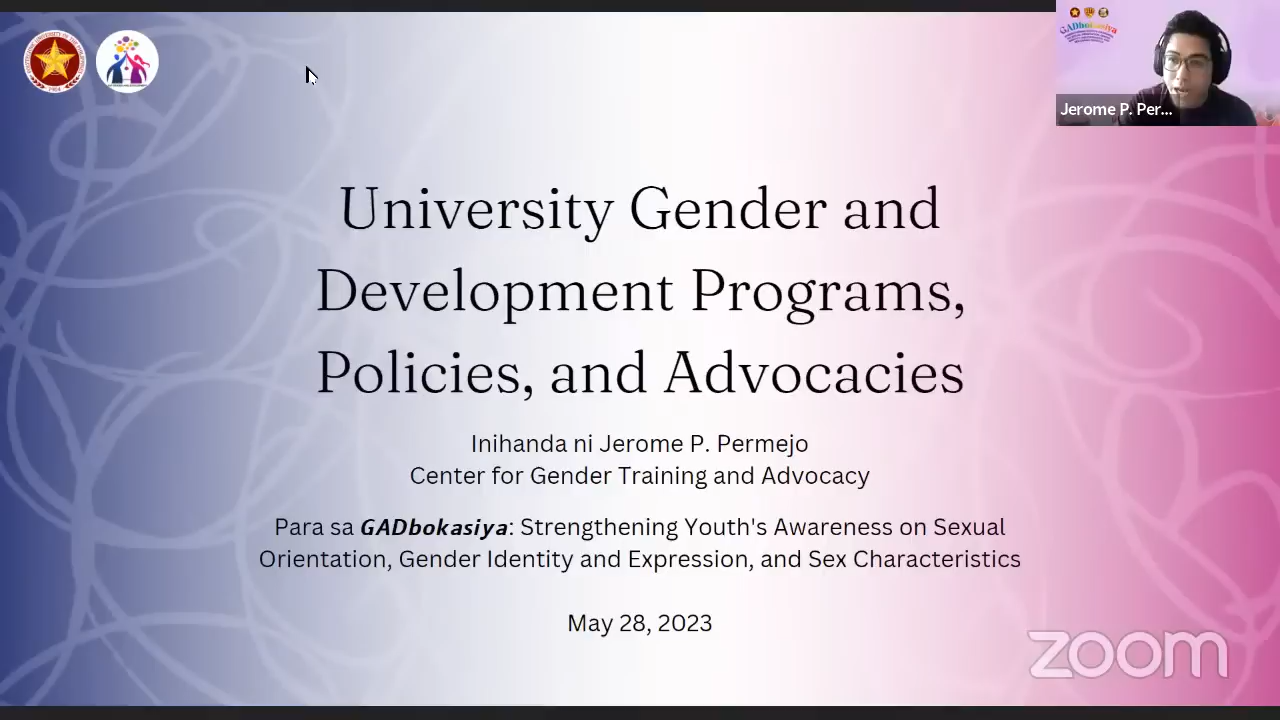 GADbokasiya
Jerome P. Per...
University Gender and
Development Programs,
Policies, and Advocacies
Inihanda ni Jerome P. Permejo
Center for Gender Training and Advocacy
Para sa GADbokasiya: Strengthening Youth's Awareness on Sexual
Orientation, Gender Identity and Expression, and Sex Characteristics
May 28, 2023
zoom